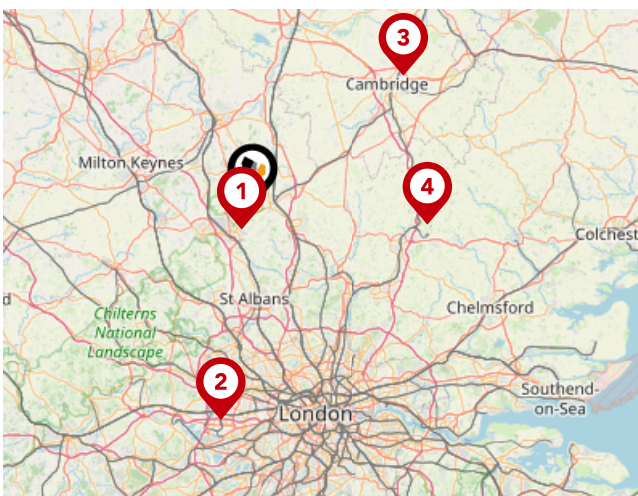 3
Cambridge
Milton Keynes
1
4
Colchest
d
St Albans
Chilterns
National
Landscape
Chelmsford
2
Southend-
on-Sea
London